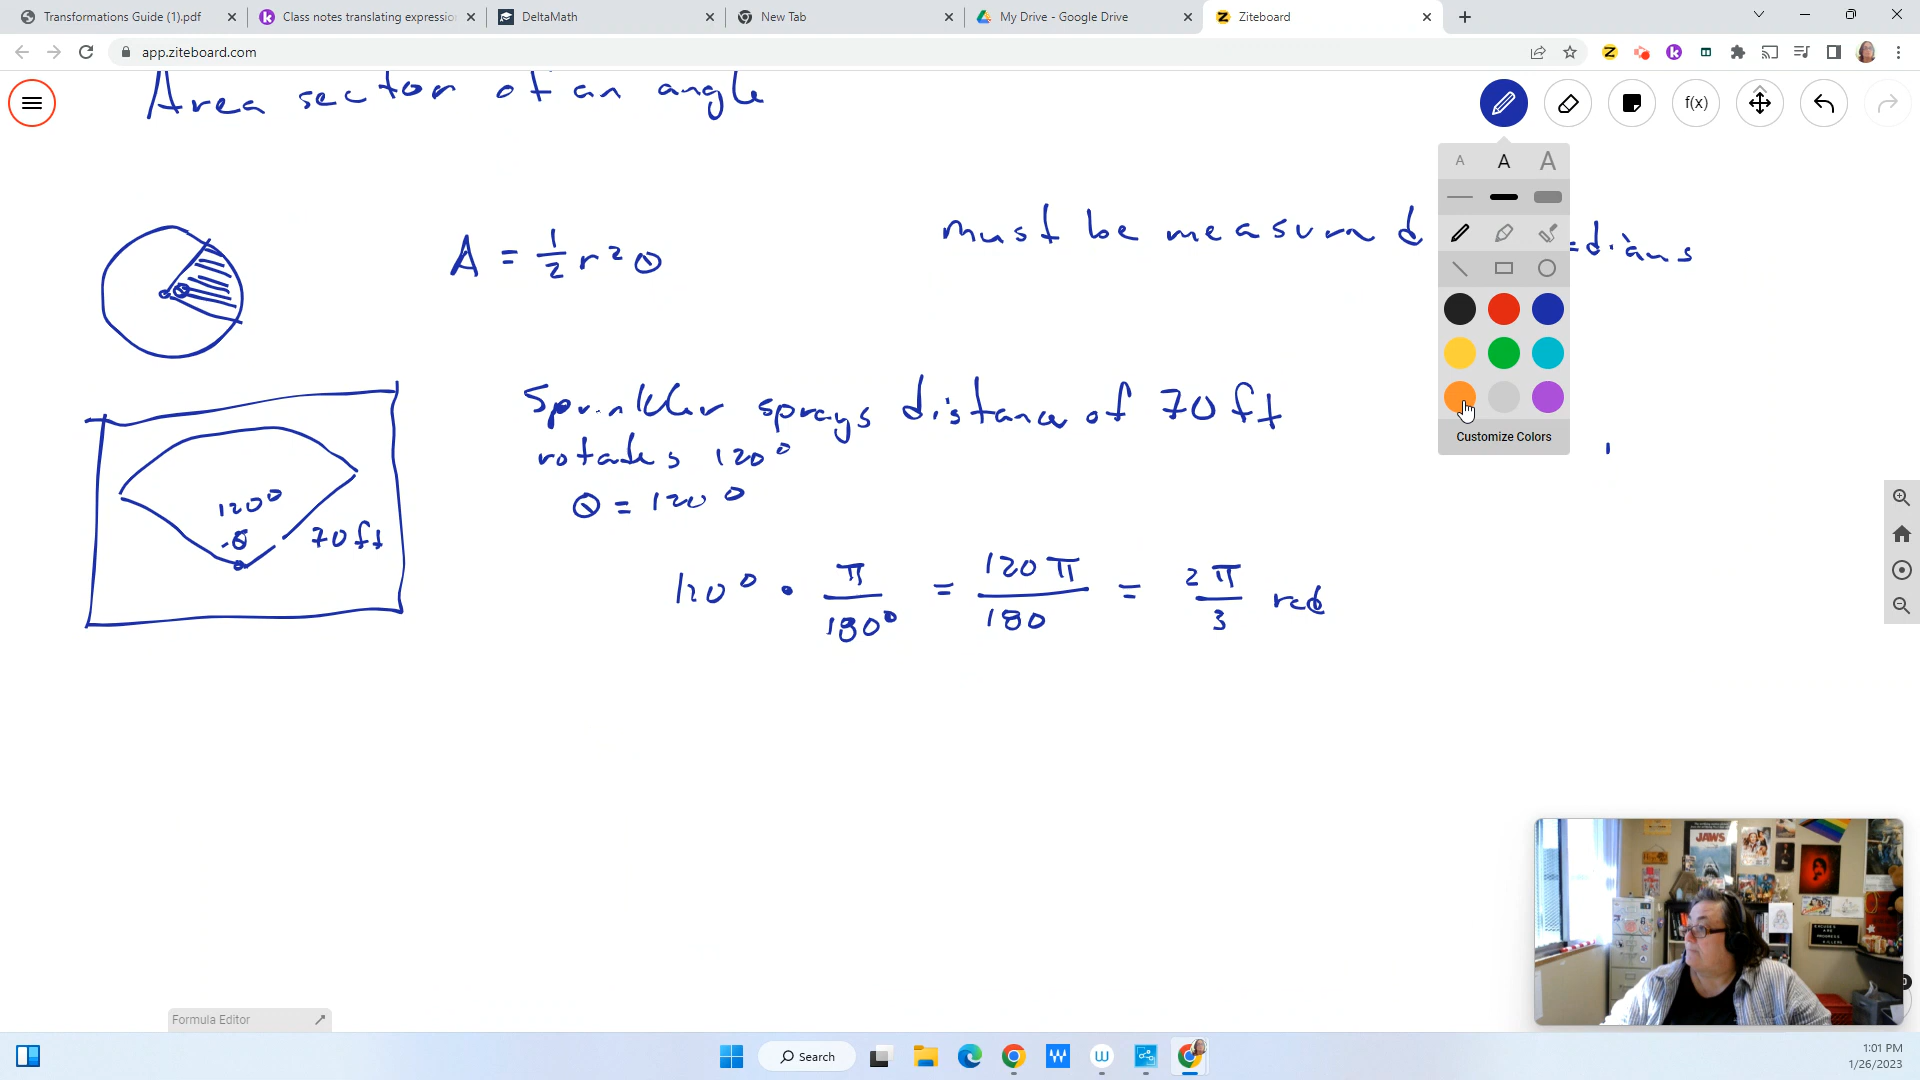 Transformations Guide (1).pdf
Class notes translating expressio
DeltaMath
New Tab
My Drive - Google Drive
Ziteboard
app.ziteboard.com
Area sector of an angle
f(x)
A A A
A = 1/2 r² θ
must be measured
=dians
Customize Colors
Sprinkler sprays distance of 70 ft
rotates 120°
θ = 120°
120°
θ
70 ft
120° • π/180° = 120π/180 = 2π/3 rad
JAWS
Formula Editor
Search
1:01 PM
1/26/2023